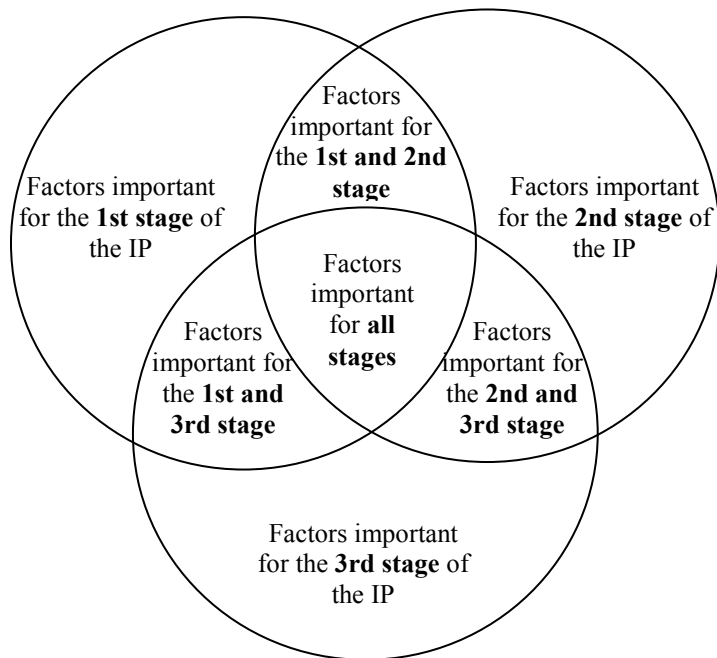 Factors
important for
the 1st and 2nd
stage
Factors important
for the 1st stage of
the IP
Factors important
for the 2nd stage of
the IP
Factors
important
for all
stages
Factors
important for
the 1st and
3rd stage
Factors
important for
the 2nd and
3rd stage
Factors important
for the 3rd stage of
the IP